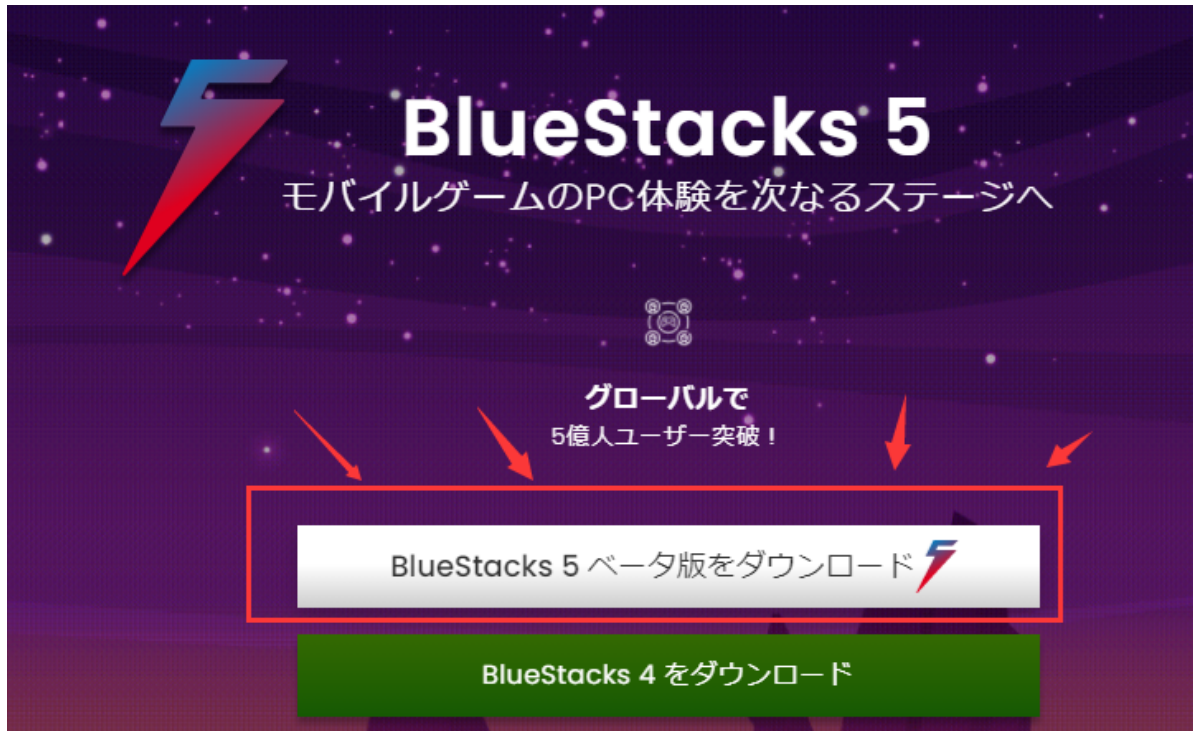 BlueStacks 5
モバイルゲームのPC体験を次なるステージへ
グローバルで
5億人ユーザー突破！
BlueStacks 5 ベータ版をダウンロード
BlueStacks 4 をダウンロード